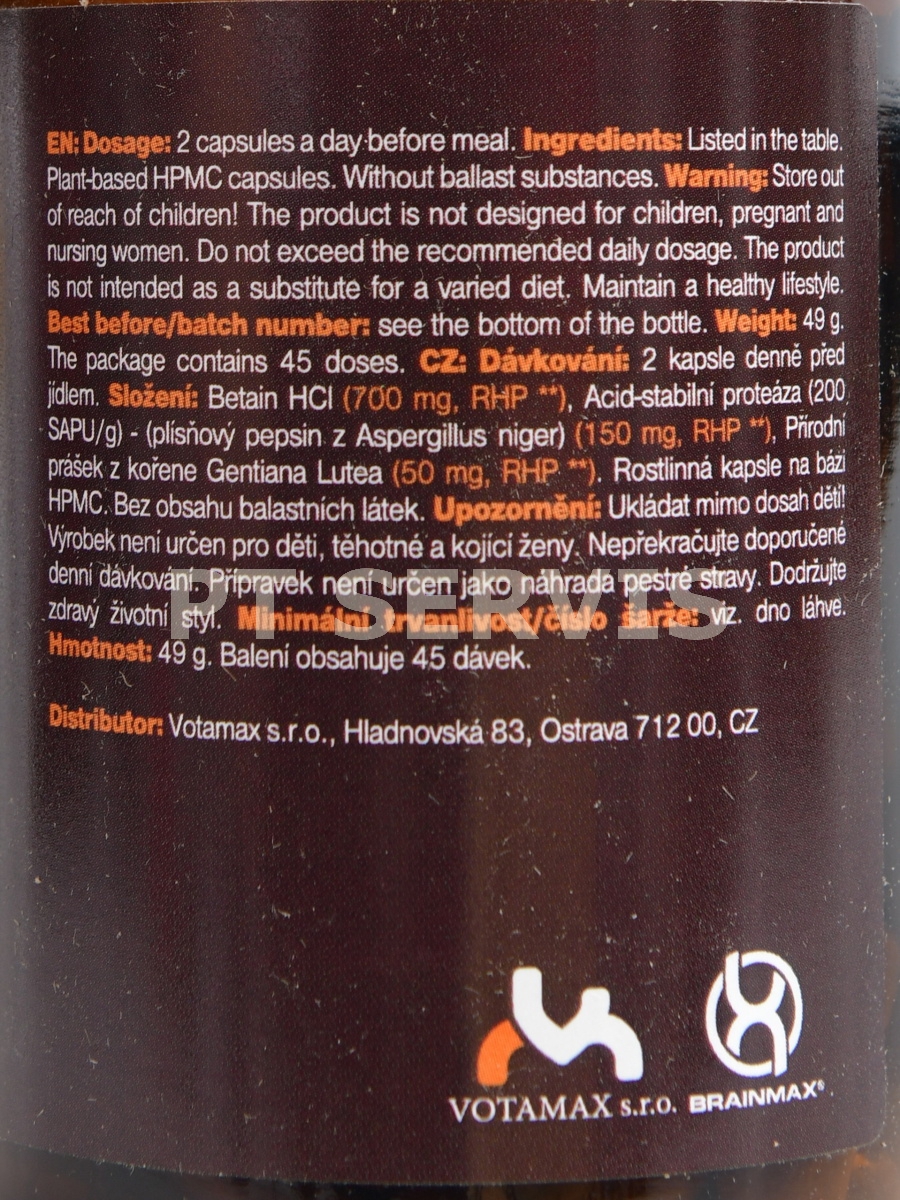 EN: Dosage: 2 capsules a day before meal. Ingredients: Listed in the table.
Plant-based HPMC capsules. Without ballast substances. Warning: Store out
of reach of children! The product is not designed for children, pregnant and
nursing women. Do not exceed the recommended daily dosage. The product
is not intended as a substitute for a varied diet. Maintain a healthy lifestyle.
Best before/batch number: see the bottom of the bottle. Weight: 49 g.
The package contains 45 doses. CZ: Dávkování: 2 kapsle denně před
jídlem. Složení: Betain HCl (700 mg, RHP **), Acid-stabilní proteáza (200
SAPU/g) - (plísňový pepsin z Aspergillus niger) (150 mg, RHP **), Přírodní
prášek z kořene Gentiana Lutea (50 mg, RHP **). Rostlinná kapsle na bázi
HPMC. Bez obsahu balastních látek. Upozornění: Ukládat mimo dosah dětí!
Výrobek není určen pro děti, těhotné a kojící ženy. Nepřekračujte doporučené
denní dávkování. Přípravek není určen jako náhrada pestré stravy. Dodržujte
zdravý životní styl. Minimální trvanlivost/číslo šarže: viz. dno láhve.
PT SERVIS
Hmotnost: 49 g. Balení obsahuje 45 dávek.
Distributor: Votamax s.r.o., Hladnovská 83, Ostrava 712 00, CZ
VOTAMAX s.r.o. BRAINMAX®